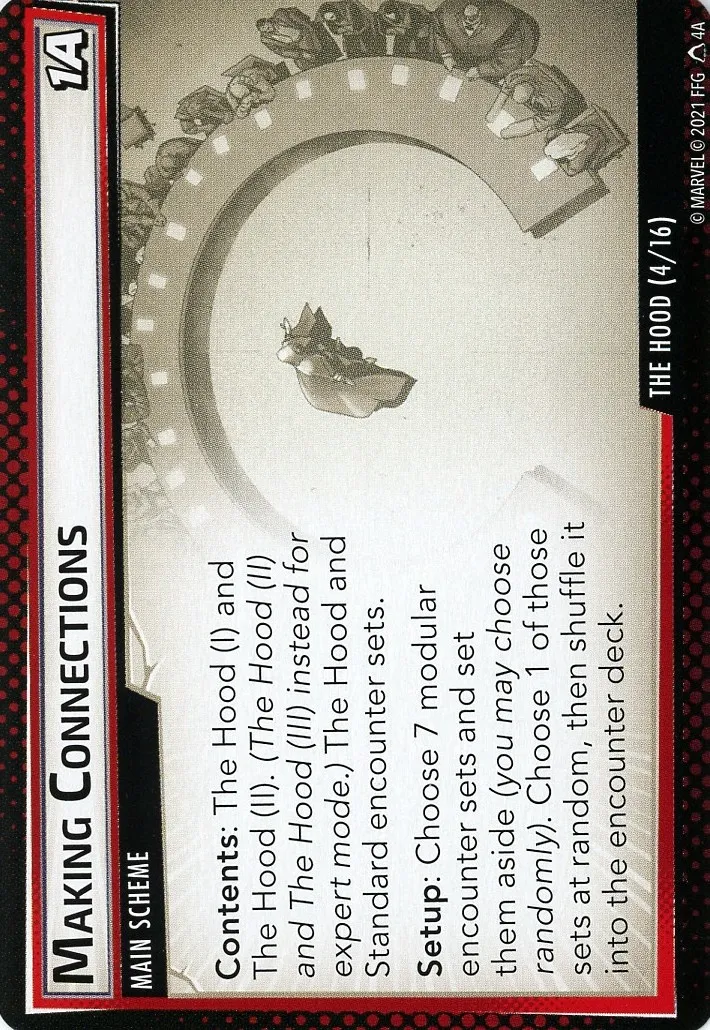 MAKING CONNECTIONS
1A
MAIN SCHEME
Contents: The Hood (I) and
The Hood (II). (The Hood (II)
and The Hood (III) instead for
expert mode.) The Hood and
Standard encounter sets.
Setup: Choose 7 modular
encounter sets and set
them aside (you may choose
randomly). Choose 1 of those
sets at random, then shuffle it
into the encounter deck.
THE HOOD (4/16)
© MARVEL © 2021 FFG 4A